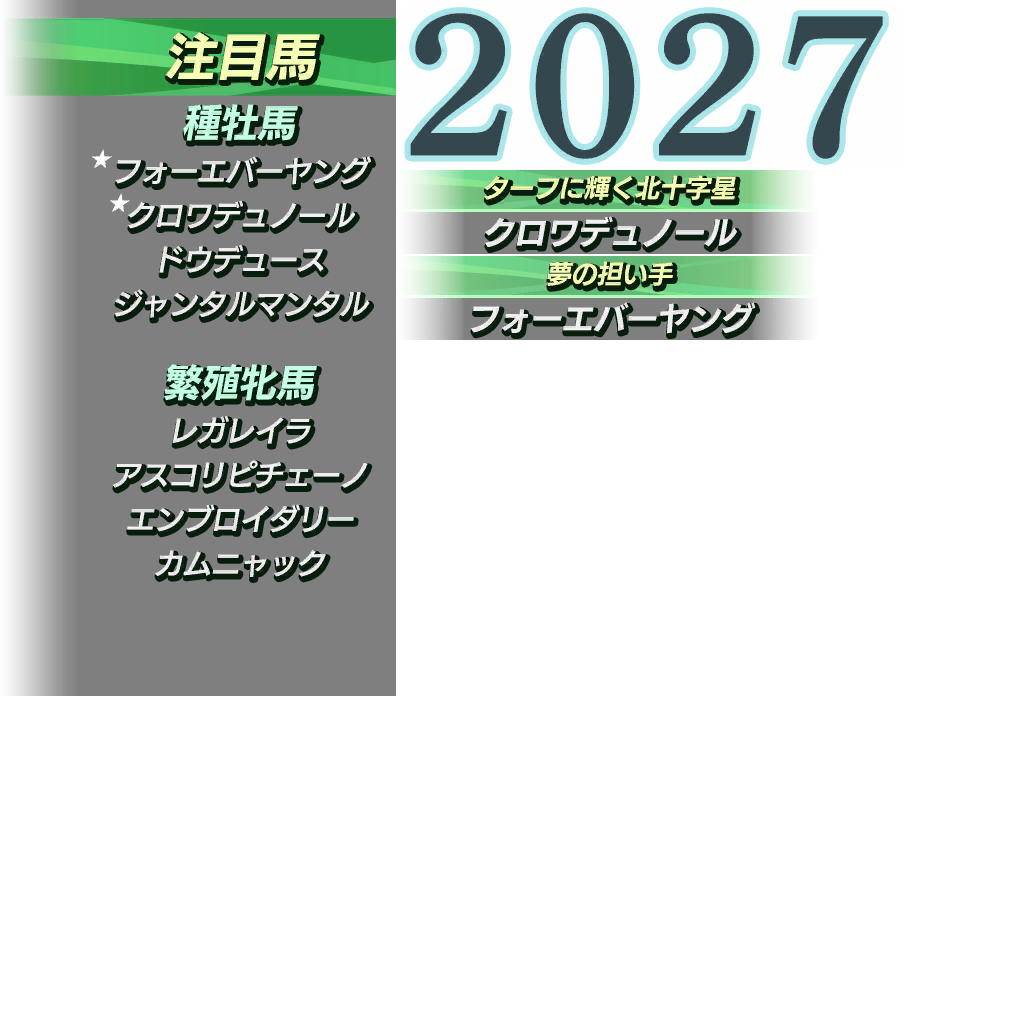 注目馬
種牡馬
★フォーエバーヤング
★クロワデュノール
ドウデュース
ジャンタルマンタル
繁殖牝馬
レガレイラ
アスコリピチェーノ
エンブロイダリー
カムニャック
2027
ターフに輝く北十字星
クロワデュノール
夢の担い手
フォーエバーヤング